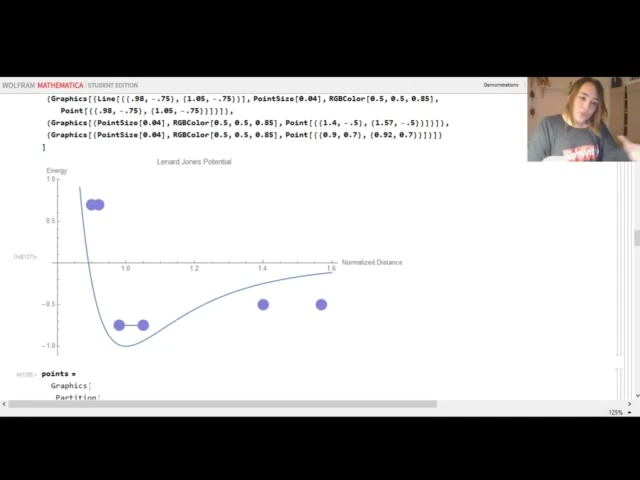 WOLFRAM MATHEMATICA | STUDENT EDITION
Demonstrations
{Graphics[{Line[{{.98, -.75}, {1.05, -.75}}], PointSize[0.04], RGBColor[0.5, 0.5, 0.85],
Point[{{.98, -.75}, {1.05, -.75}}]}]},
{Graphics[{PointSize[0.04], RGBColor[0.5, 0.5, 0.85], Point[{{1.4, -.5}, {1.57, -.5}}]}]},
{Graphics[{PointSize[0.04], RGBColor[0.5, 0.5, 0.85], Point[{{0.9, 0.7}, {0.92, 0.7}}]}]}
]
Lenard Jones Potential
Energy
1.0
0.5
Out[127]=
Normalized Distance
1.0 1.2 1.4 1.6
-0.5
-1.0
points =
Graphics[
Partition[
125%